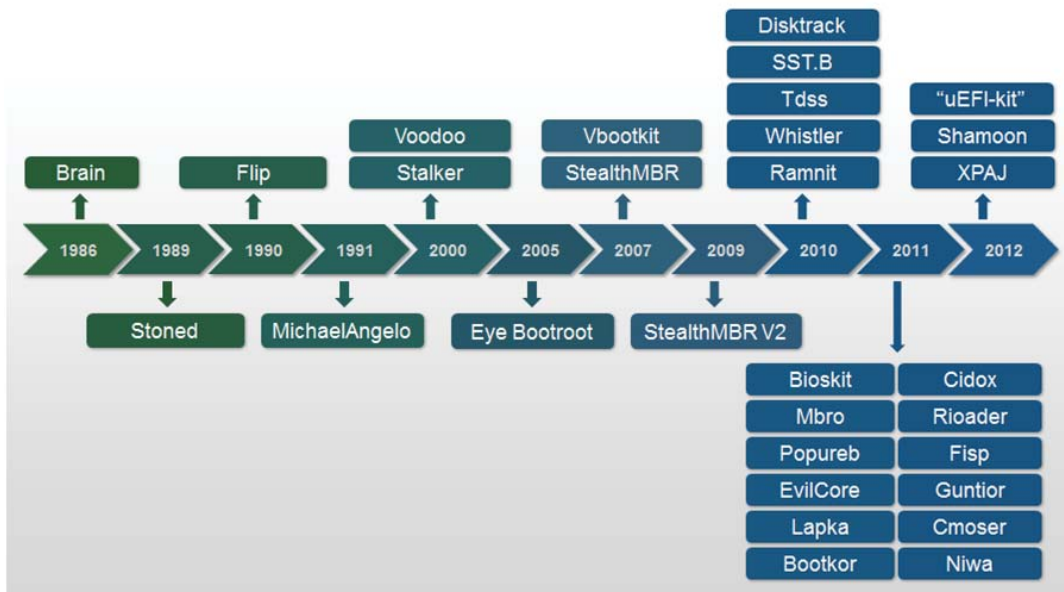 Disktrack
SST.B
Tdss
“uEFI-kit”
Voodoo
Vbootkit
Whistler
Shamoon
Brain
Flip
Stalker
StealthMBR
Ramnit
XPAJ
1986
1989
1990
1991
2000
2005
2007
2009
2010
2011
2012
Stoned
MichaelAngelo
Eye Bootroot
StealthMBR V2
Bioskit
Cidox
Mbro
Rioader
Popureb
Fisp
EvilCore
Guntior
Lapka
Cmoser
Bootkor
Niwa